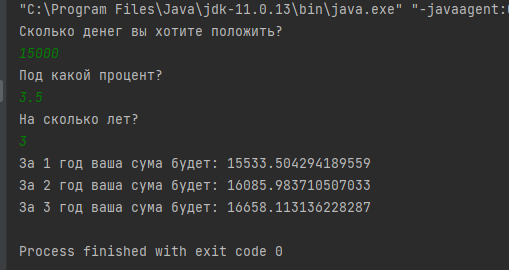 "C:\Program Files\Java\jdk-11.0.13\bin\java.exe" "-javaagent:
Сколько денег вы хотите положить?
15000
Под какой процент?
3.5
На сколько лет?
3
За 1 год ваша сума будет: 15533.504294189559
За 2 год ваша сума будет: 16085.983710507033
За 3 год ваша сума будет: 16658.113136228287
Process finished with exit code 0